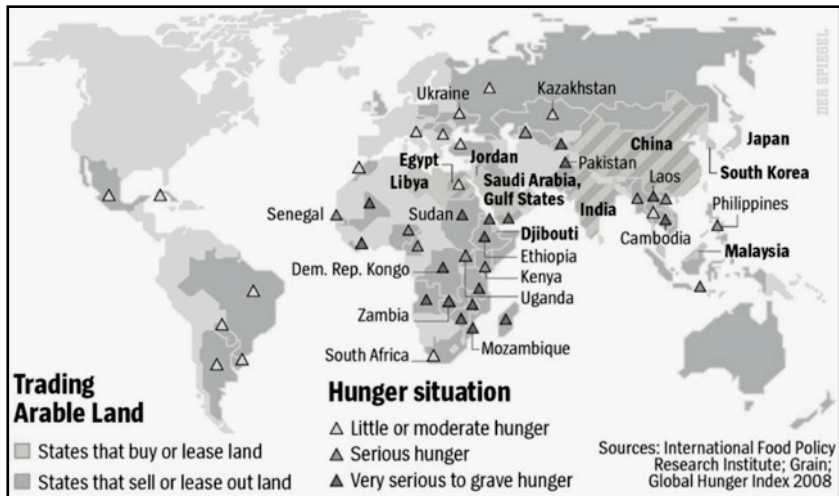 DER SPIEGEL
Ukraine
Kazakhstan
China
Japan
Egypt
Jordan
Pakistan
South Korea
Libya
Saudi Arabia,
Gulf States
Laos
Senegal
Sudan
India
Philippines
Djibouti
Cambodia
Ethiopia
Malaysia
Dem. Rep. Kongo
Kenya
Uganda
Zambia
Mozambique
South Africa
Trading
Arable Land
States that buy or lease land
States that sell or lease out land
Hunger situation
Little or moderate hunger
Serious hunger
Very serious to grave hunger
Sources: International Food Policy
Research Institute; Grain;
Global Hunger Index 2008